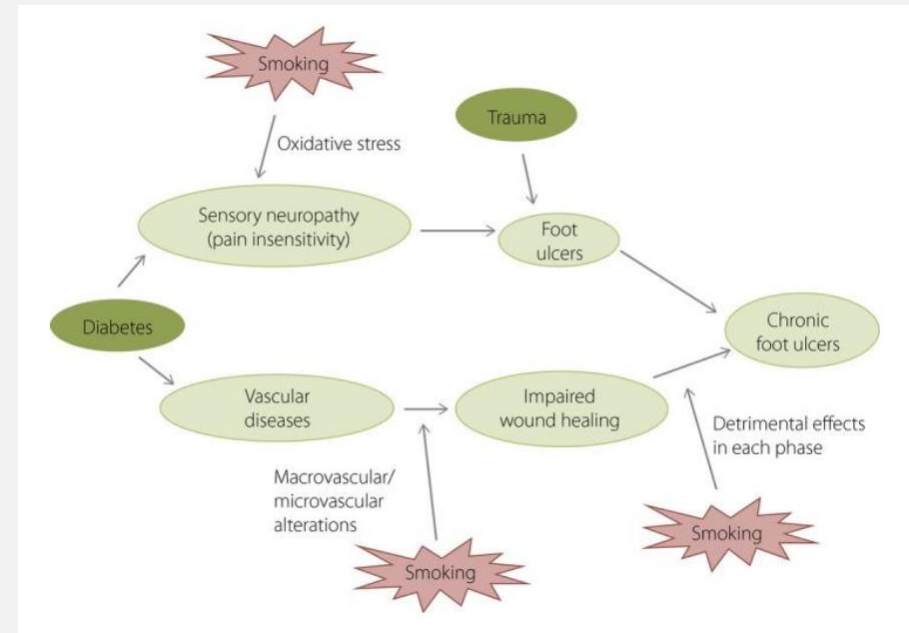 Smoking
Trauma
Oxidative stress
Sensory neuropathy
(pain insensitivity)
Foot
ulcers
Diabetes
Chronic
foot ulcers
Vascular
diseases
Impaired
wound healing
Detrimental effects
in each phase
Macrovascular/
microvascular
alterations
Smoking
Smoking